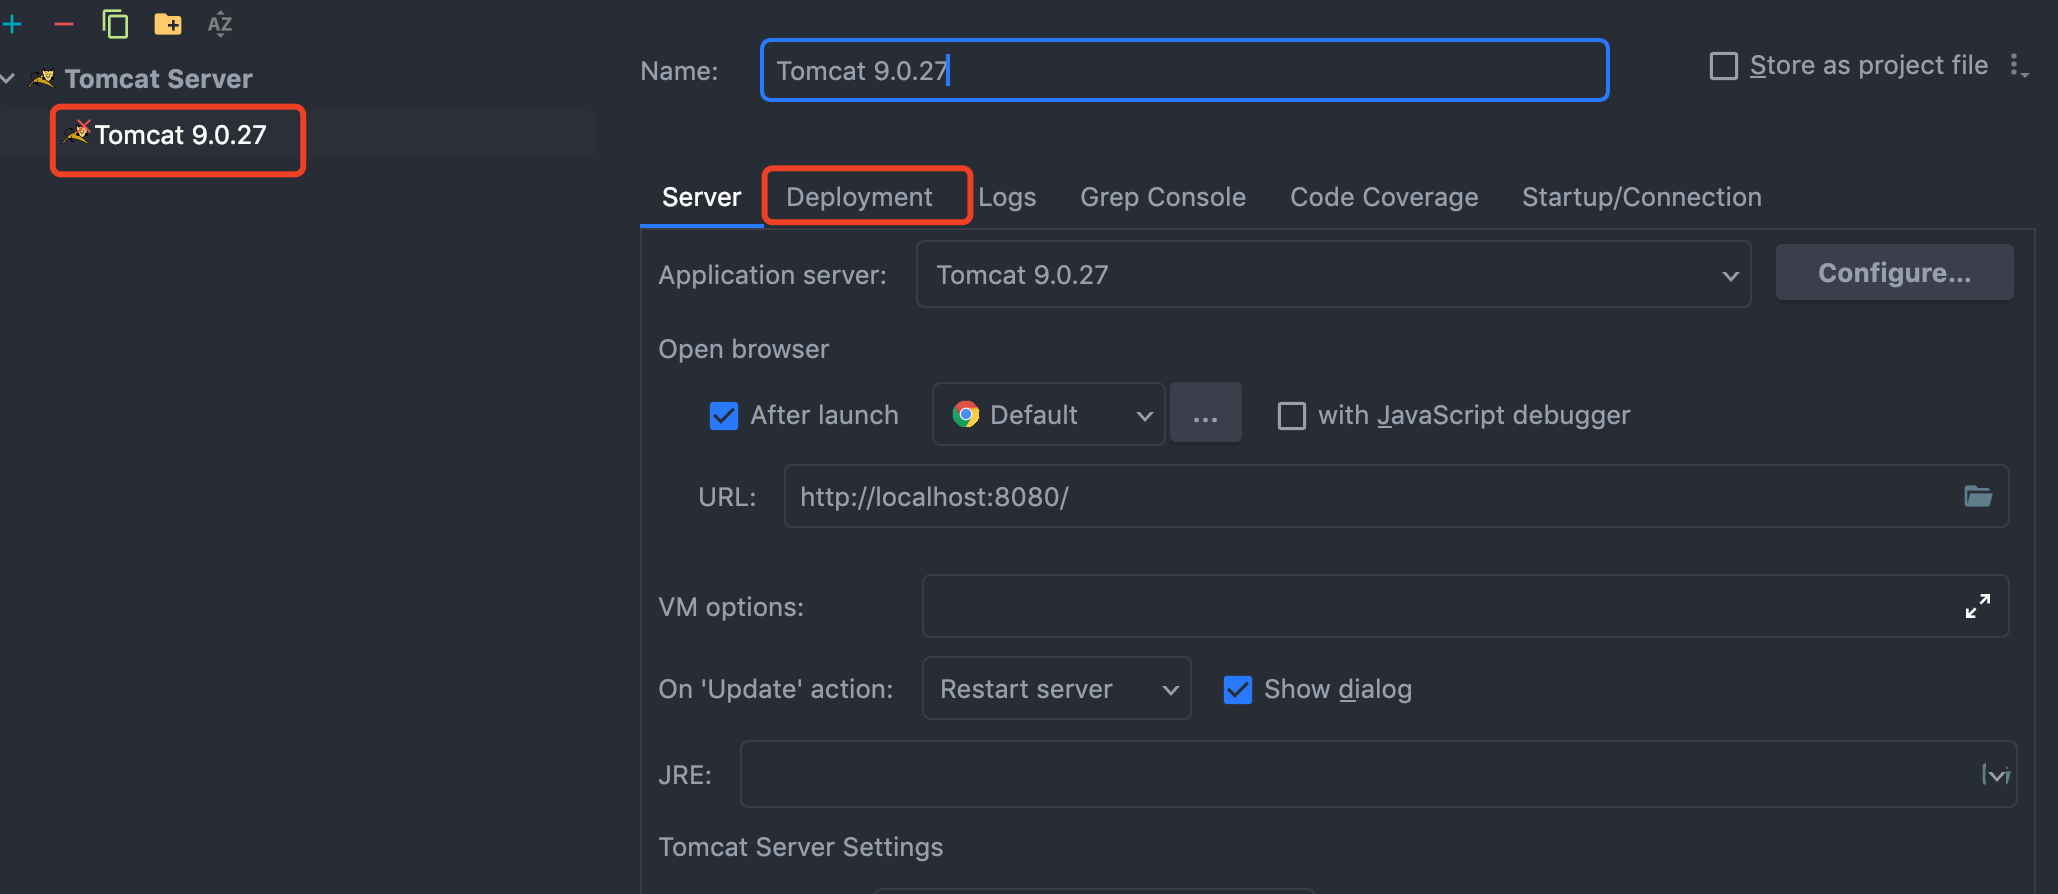 AZ
Name: Tomcat 9.0.27 Store as project file
Tomcat Server
Tomcat 9.0.27
Server Deployment Logs Grep Console Code Coverage Startup/Connection
Application server: Tomcat 9.0.27 Configure...
Open browser
After launch Default ... with JavaScript debugger
URL: http://localhost:8080/
VM options:
On 'Update' action: Restart server Show dialog
JRE:
Tomcat Server Settings